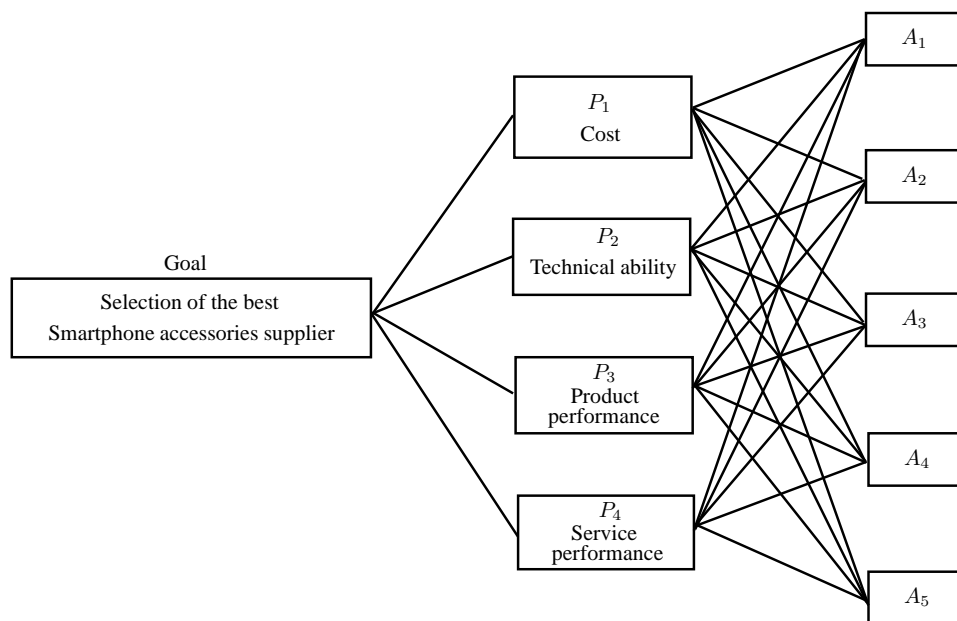 Goal
Selection of the best
Smartphone accessories supplier
P₁
Cost
P₂
Technical ability
P₃
Product
performance
P₄
Service
performance
A₁
A₂
A₃
A₄
A₅